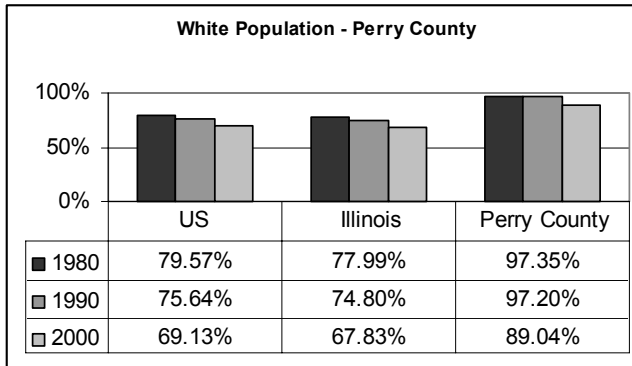 White Population - Perry County
100%
50%
0%
US Illinois Perry County
1980 79.57% 77.99% 97.35%
1990 75.64% 74.80% 97.20%
2000 69.13% 67.83% 89.04%